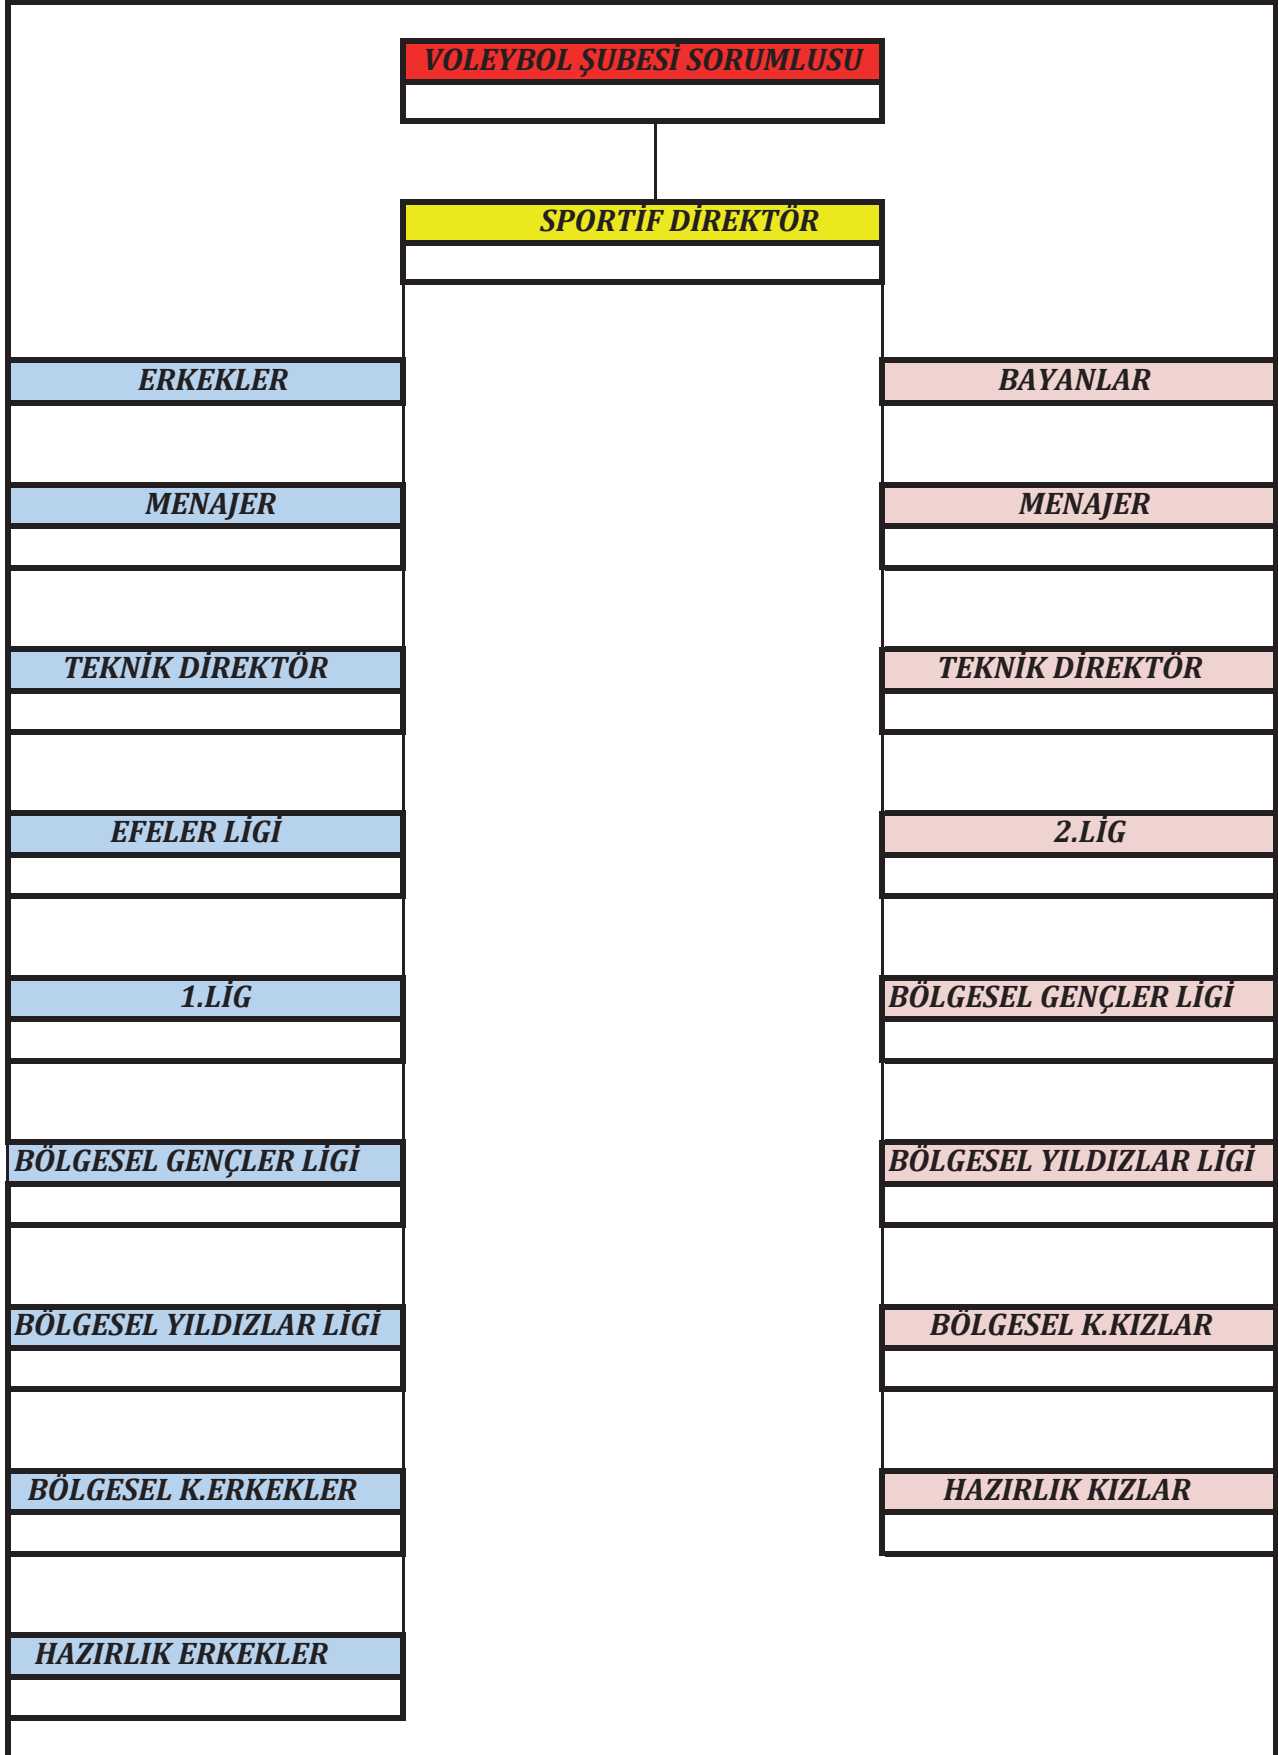 VOLEYBOL ŞUBESİ SORUMLUSU
SPORTİF DİREKTÖR
ERKEKLER
BAYANLAR
MENAJER
MENAJER
TEKNİK DİREKTÖR
TEKNİK DİREKTÖR
EFELER LİGİ
2.LİG
1.LİG
BÖLGESEL GENÇLER LİGİ
BÖLGESEL GENÇLER LİGİ
BÖLGESEL YILDIZLAR LİGİ
BÖLGESEL YILDIZLAR LİGİ
BÖLGESEL K.KIZLAR
BÖLGESEL K.ERKEKLER
HAZIRLIK KIZLAR
HAZIRLIK ERKEKLER